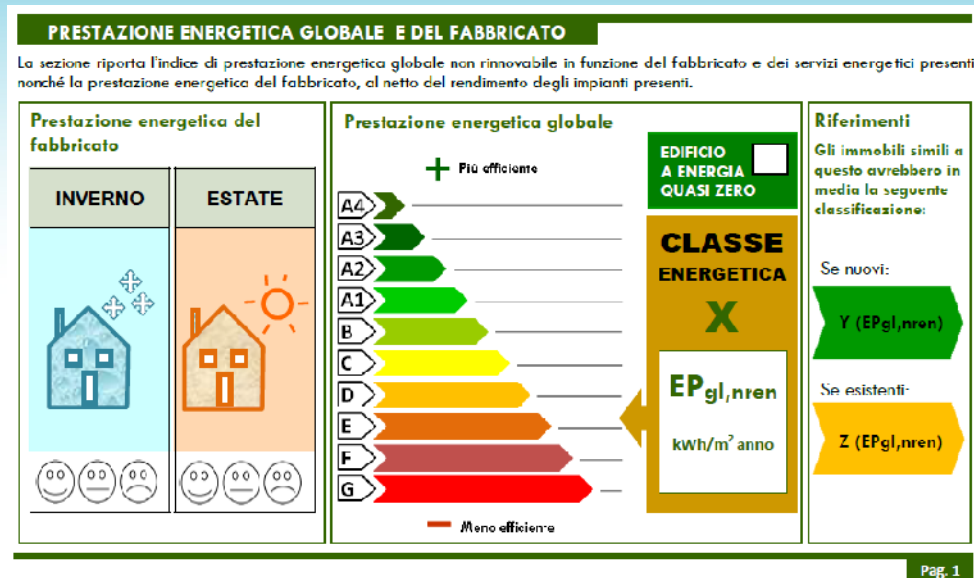 PRESTAZIONE ENERGETICA GLOBALE E DEL FABBRICATO
La sezione riporta l'indice di prestazione energetica globale non rinnovabile in funzione del fabbricato e dei servizi energetici presenti
nonché la prestazione energetica del fabbricato, al netto del rendimento degli impianti presenti.
Prestazione energetica del
fabbricato
INVERNO
ESTATE
Prestazione energetica globale
Più efficiente
A4
A3
A2
A1
B
C
D
E
F
G
Meno efficiente
EDIFICIO
A ENERGIA
QUASI ZERO
CLASSE
ENERGETICA
X
EPgl,nren
kWh/m² anno
Riferimenti
Gli immobili simili a
questo avrebbero in
media la seguente
classificazione:
Se nuovi:
Y (EPgl,nren)
Se esistenti:
Z (EPgl,nren)
Pag. 1